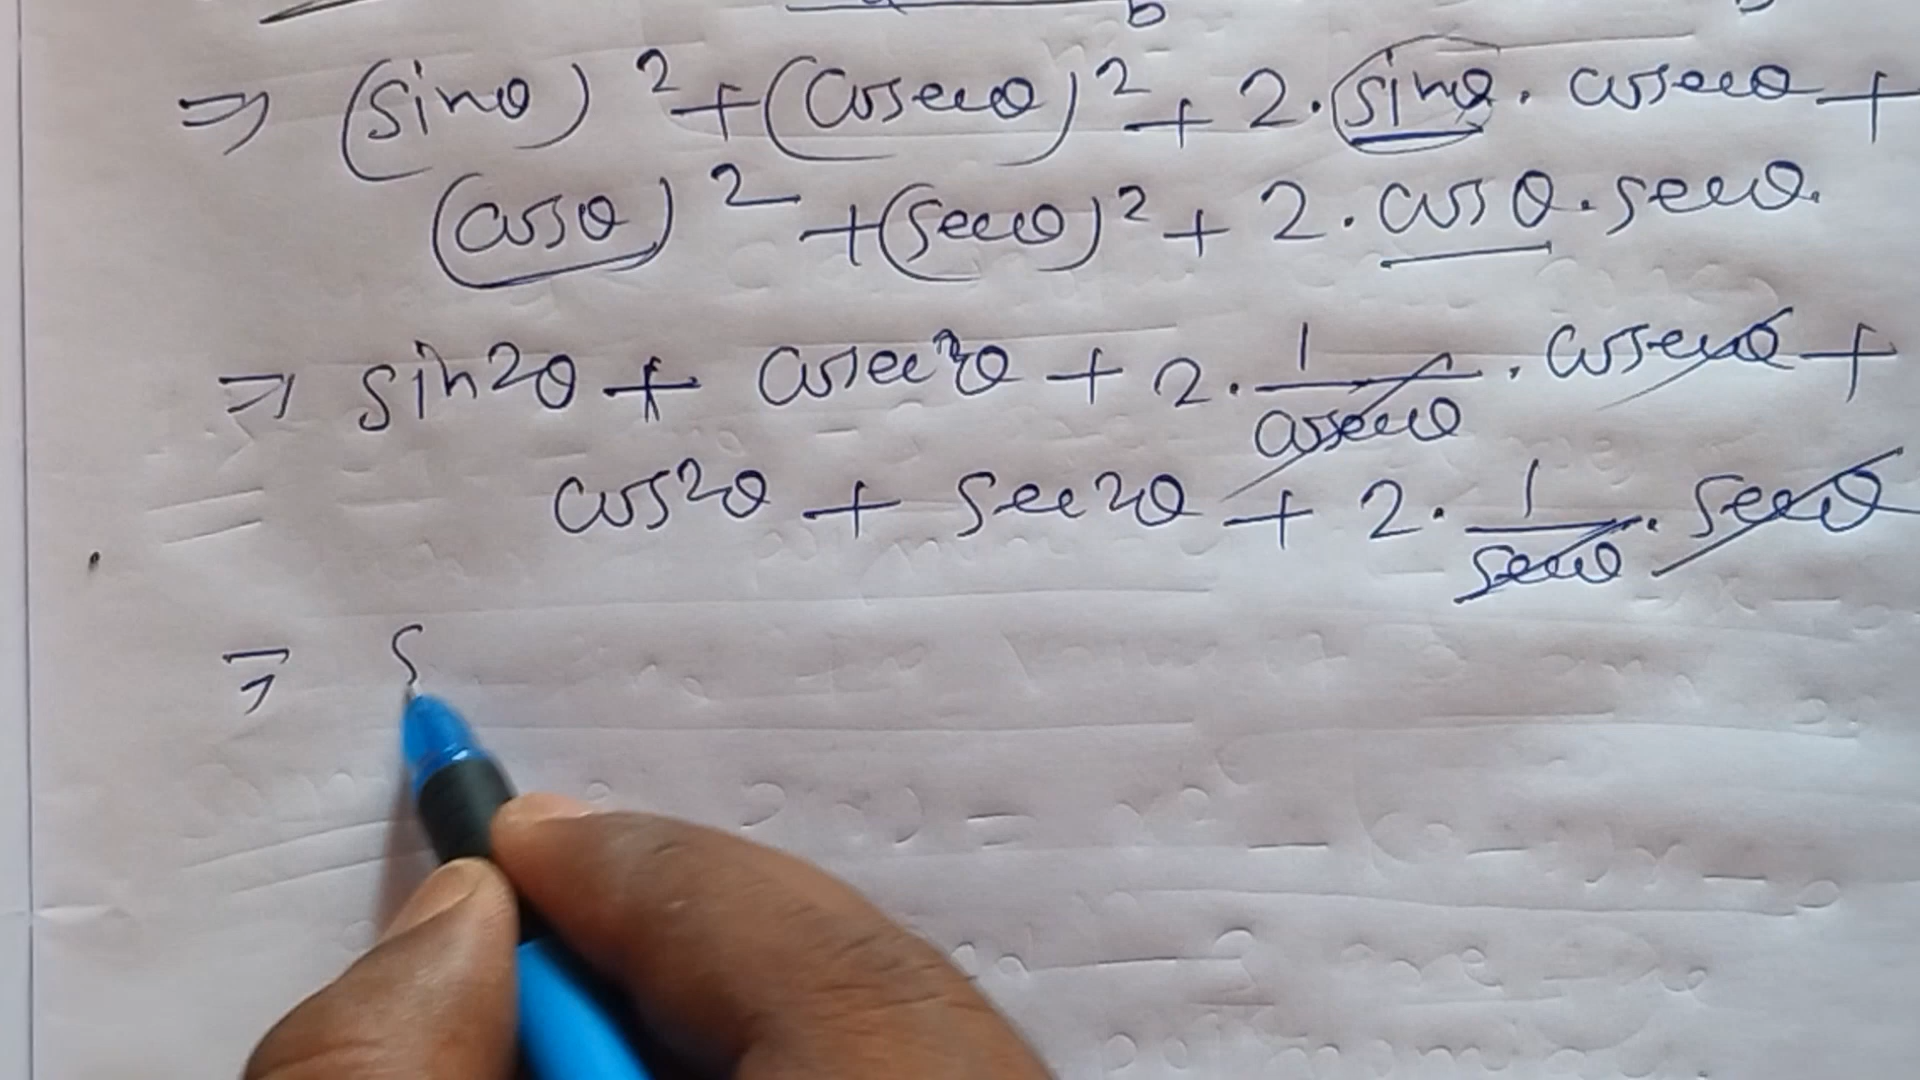 b
⇒ (sinθ)² + (cosecθ)² + 2. sinθ. cosecθ +
(cosθ)² + (secθ)² + 2. cosθ. secθ.
⇒ sin²θ + cosec²θ + 2. 1/cosecθ . cosecθ +
cos²θ + sec²θ + 2. 1/secθ . secθ
⇒ S